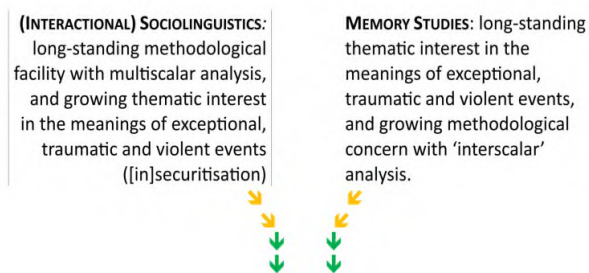 (INTERACTIONAL) SOCIOLINGUISTICS:
long-standing methodological
facility with multiscalar analysis,
and growing thematic interest
in the meanings of exceptional,
traumatic and violent events
([in]securitisation)
MEMORY STUDIES: long-standing
thematic interest in the
meanings of exceptional,
traumatic and violent events,
and growing methodological
concern with ‘interscalar’
analysis.